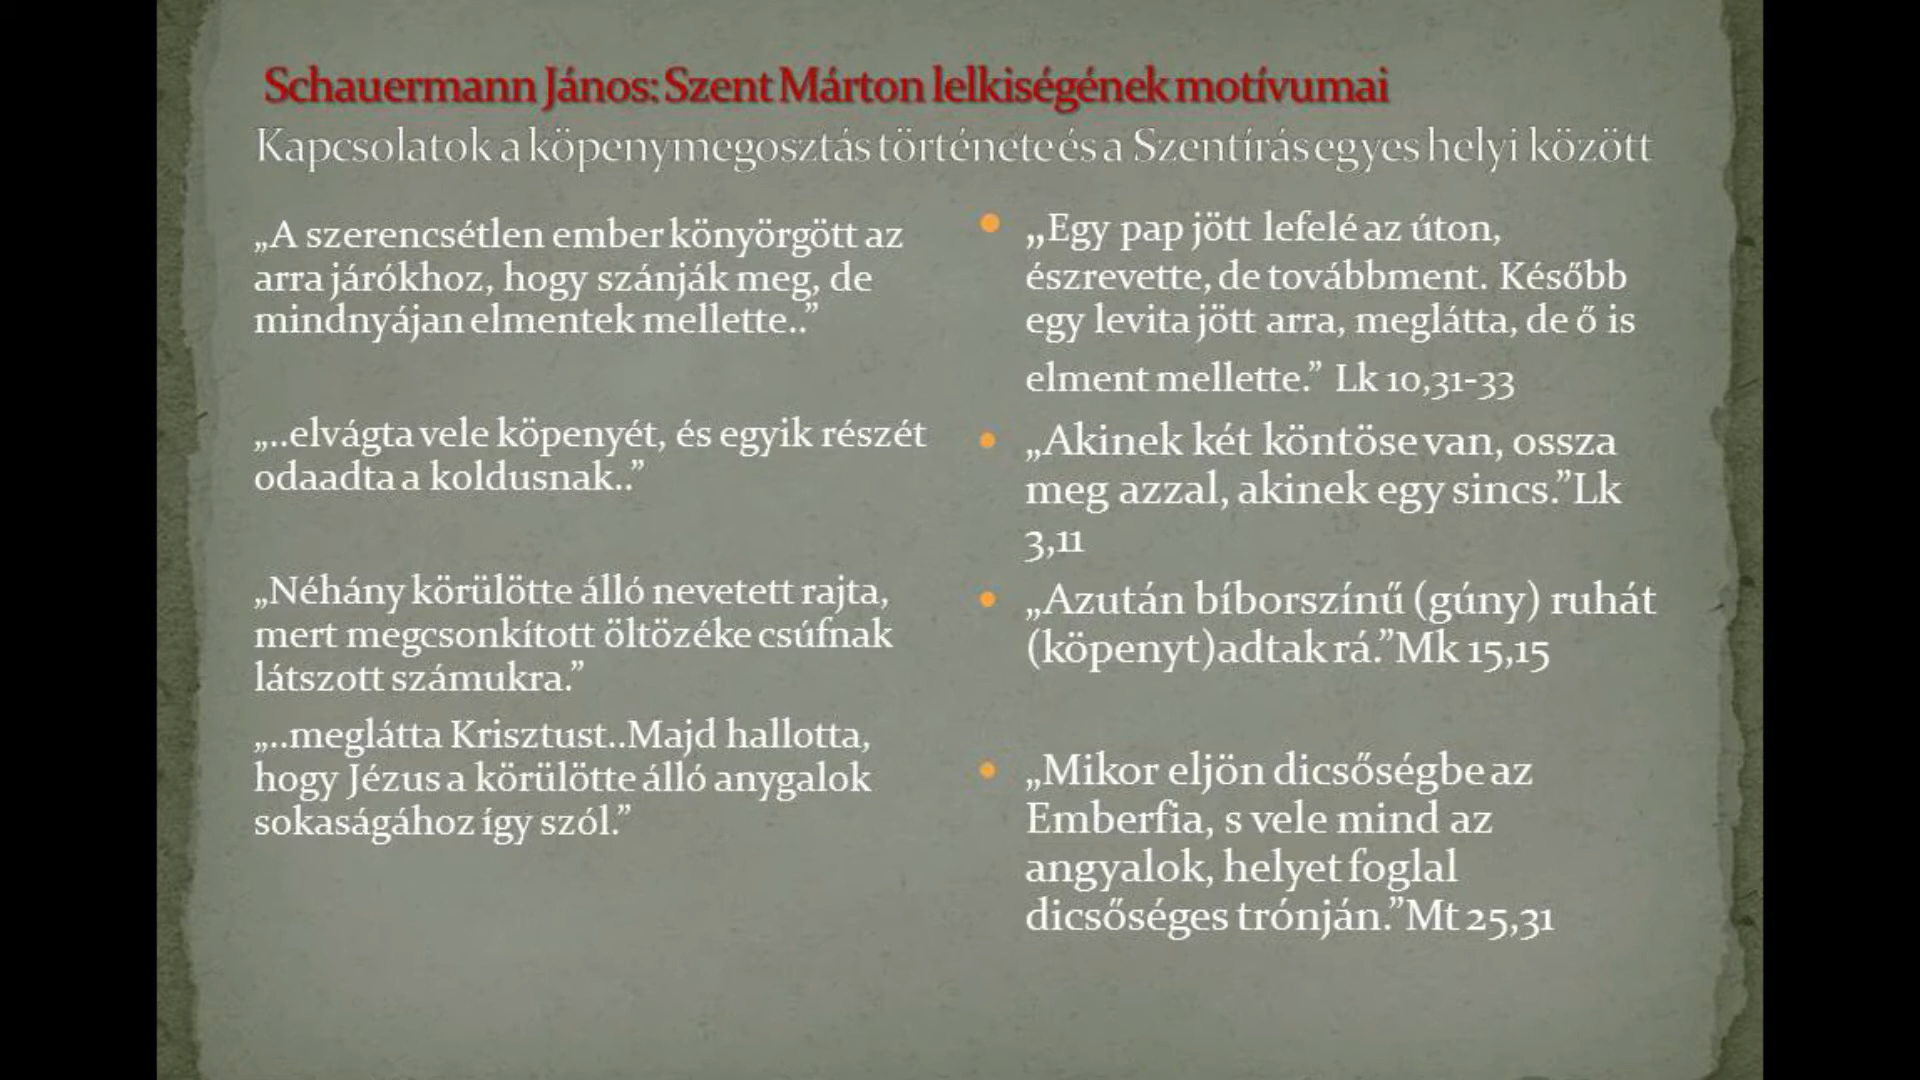 Schauermann János: Szent Márton lelkiségének motívumai
Kapcsolatok a köpenymegosztás története és a Szentírás egyes helyi között
„A szerencsétlen ember könyörgött az
arra járókhoz, hogy szánják meg, de
mindnyájan elmentek mellette..”
„..elvágta vele köpenyét, és egyik részét
odaadta a koldusnak..”
„Néhány körülötte álló nevetett rajta,
mert megcsonkított öltözéke csúfnak
látszott számukra.”
„..meglátta Krisztust..Majd hallotta,
hogy Jézus a körülötte álló anygalok
sokaságához így szól.”
• „Egy pap jött lefelé az úton,
észrevette, de továbbment. Később
egy levita jött arra, meglátta, de ő is
elment mellette.” Lk 10,31-33
• „Akinek két köntöse van, ossza
meg azzal, akinek egy sincs.”Lk
3,11
• „Azután bíborszínű (gúny) ruhát
(köpenyt)adtak rá.”Mk 15,15
• „Mikor eljön dicsőségbe az
Emberfia, s vele mind az
angyalok, helyet foglal
dicsőséges trónján.”Mt 25,31